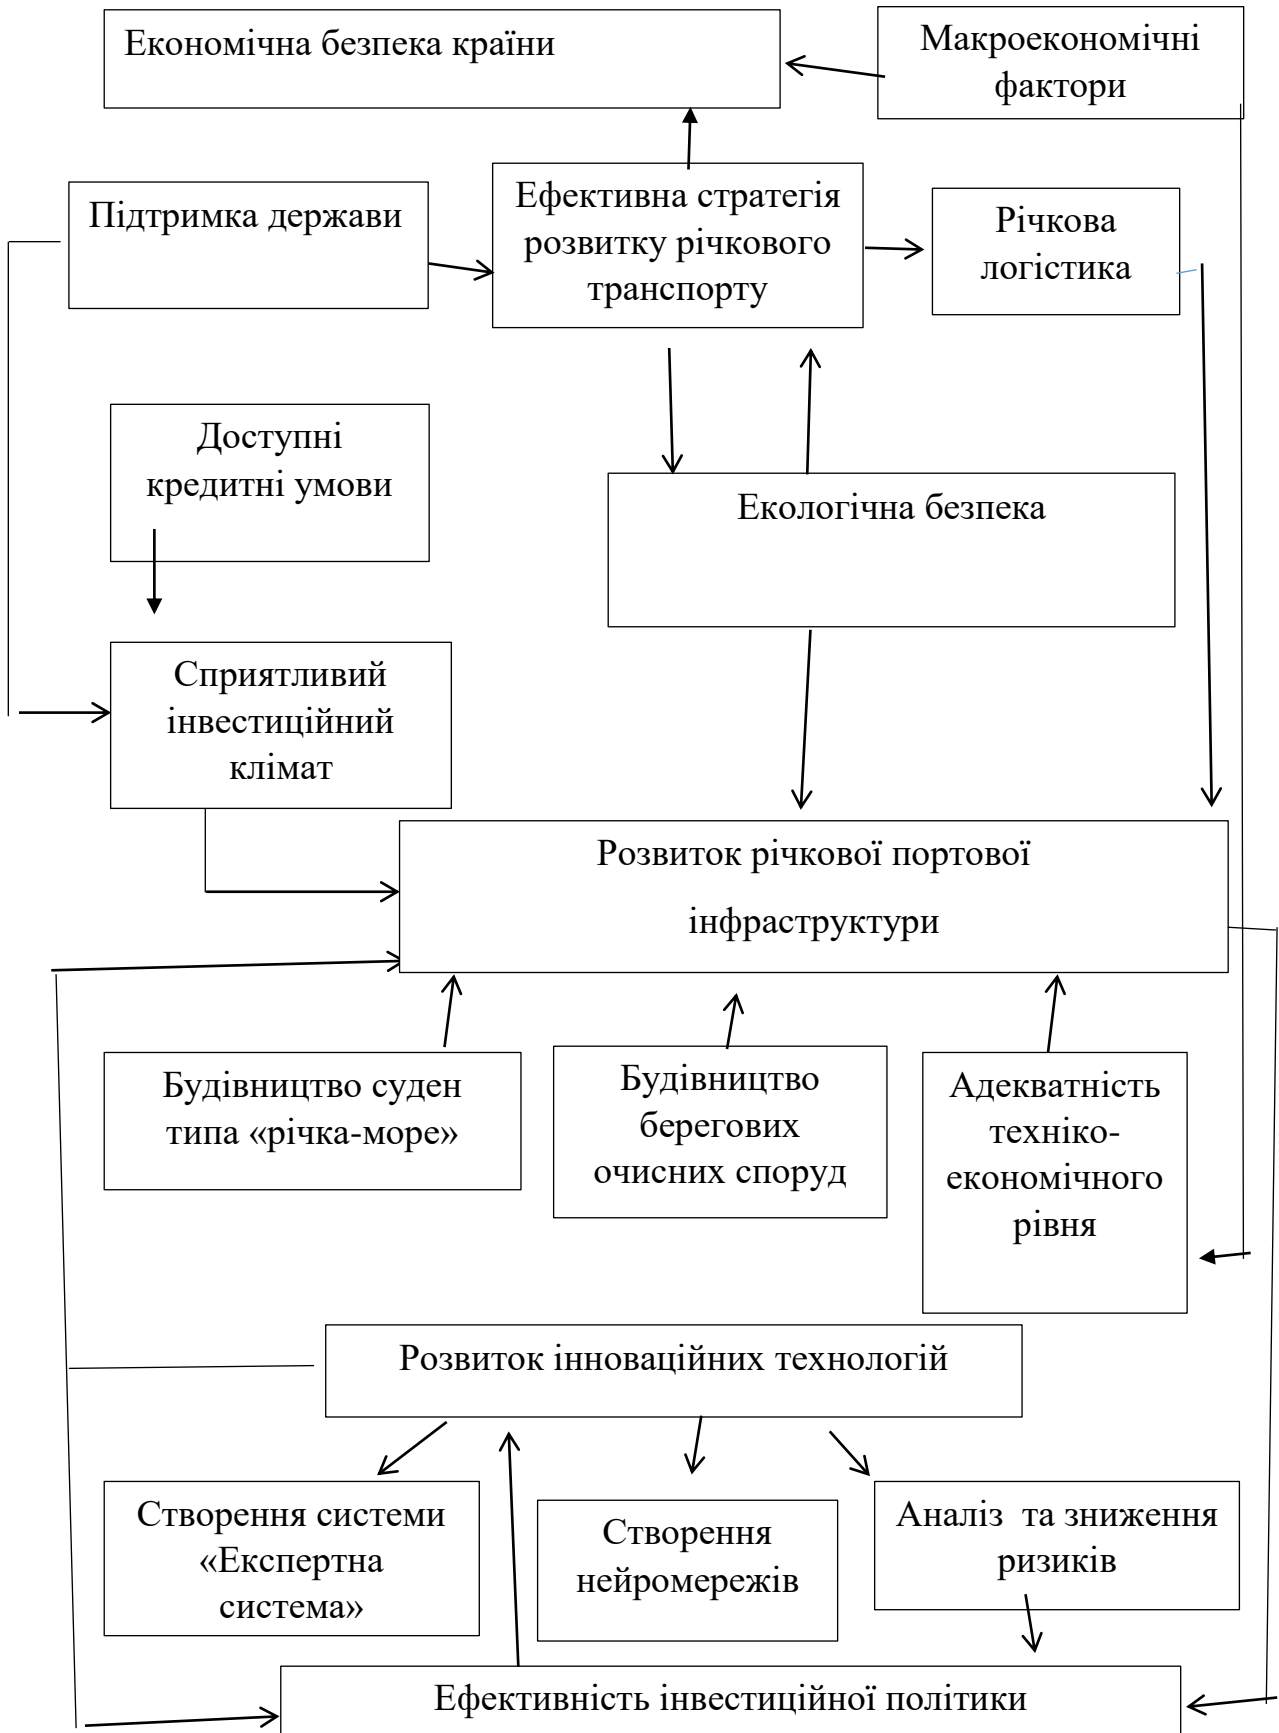 Економічна безпека країни
Макроекономічні
фактори
Підтримка держави
Ефективна стратегія
розвитку річкового
транспорту
Річкова
логістика
Доступні
кредитні умови
Екологічна безпека
Сприятливий
інвестиційний
клімат
Розвиток річкової портової
інфраструктури
Будівництво суден
типа «річка-море»
Будівництво
берегових
очисних споруд
Адекватність
техніко-
економічного
рівня
Розвиток інноваційних технологій
Створення системи
«Експертна
система»
Створення
нейромережів
Аналіз та зниження
ризиків
Ефективність інвестиційної політики